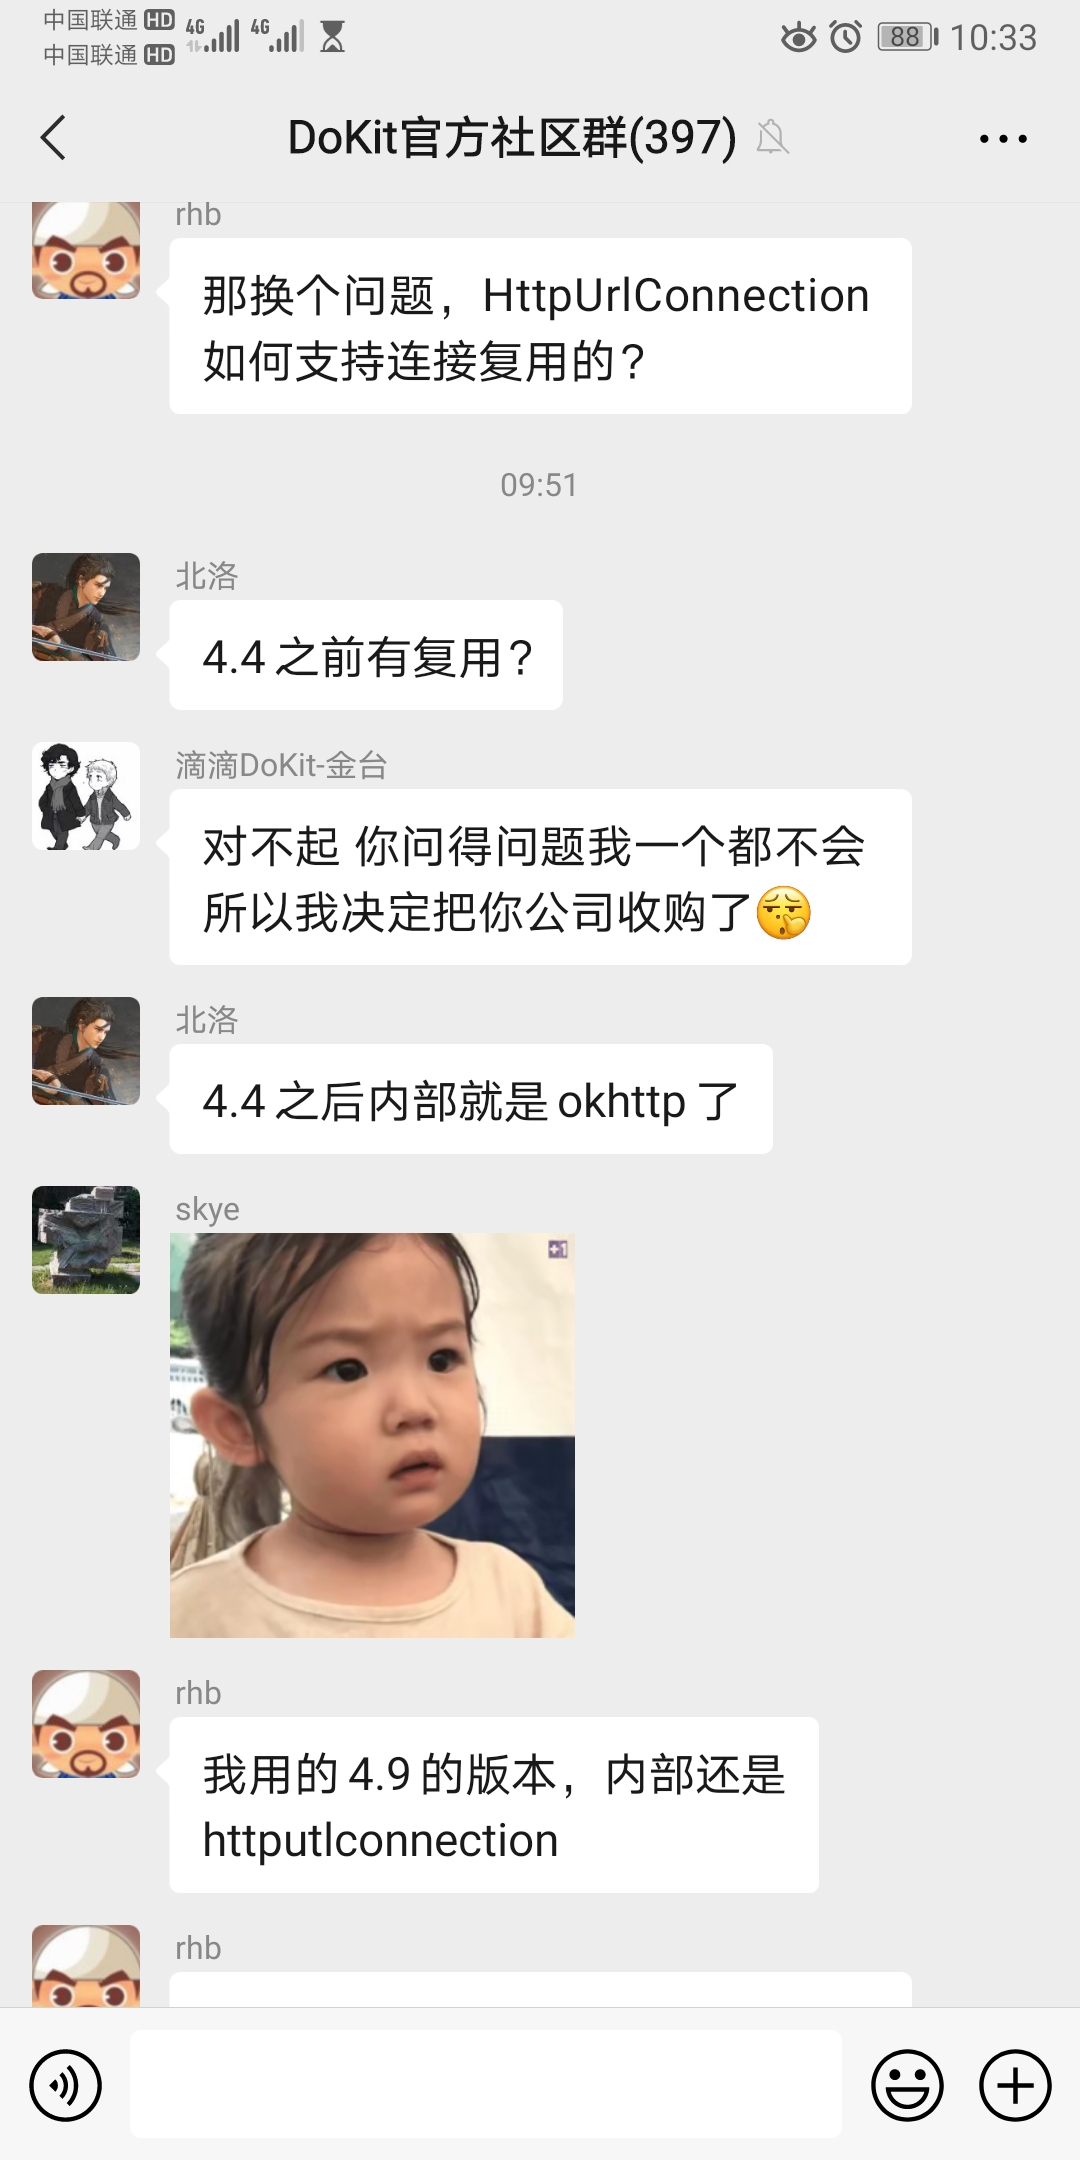 中国联通 HD 4G 4G 88 10:33
中国联通 HD
DoKit官方社区群(397)
rhb
那换个问题，HttpUrlConnection
如何支持连接复用的？
09:51
北洛
4.4 之前有复用？
滴滴DoKit-金台
对不起 你问得问题我一个都不会
所以我决定把你公司收购了
北洛
4.4 之后内部就是 okhttp 了
skye
+1
rhb
我用的 4.9 的版本，内部还是
httputlconnection
rhb